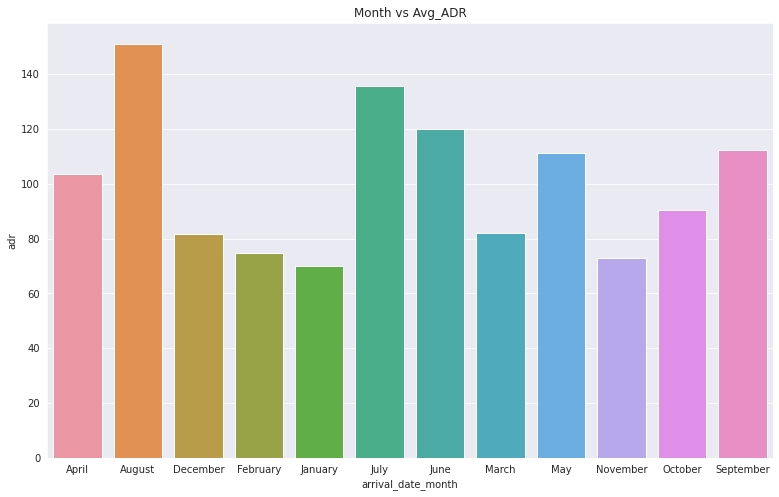 Month vs Avg_ADR
adr
140
120
100
80
60
40
20
0
April August December February January July June March May November October September
arrival_date_month